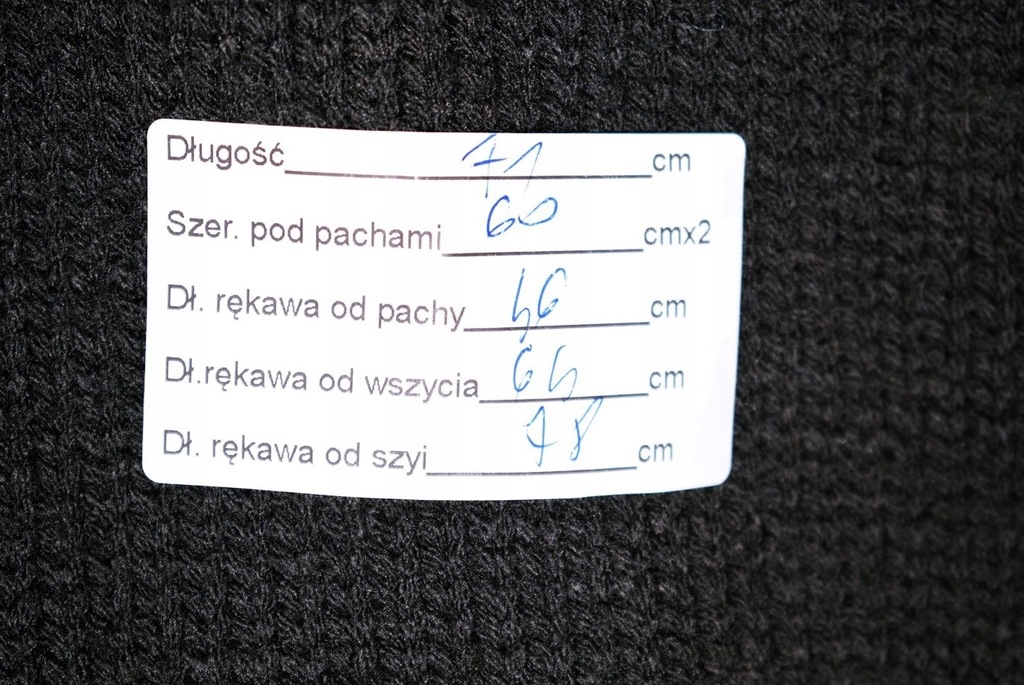 Długość 71 cm
Szer. pod pachami 60 cmx2
Dł. rękawa od pachy 46 cm
Dł.rękawa od wszycia 64 cm
Dł. rękawa od szyi 78 cm